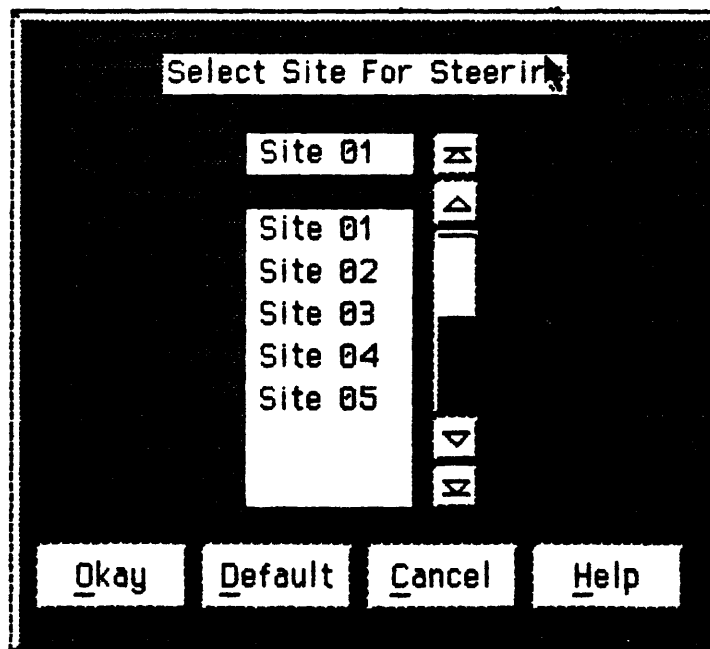 Select Site For Steerin
Site 01
Site 01
Site 02
Site 03
Site 04
Site 05
Okay Default Cancel Help